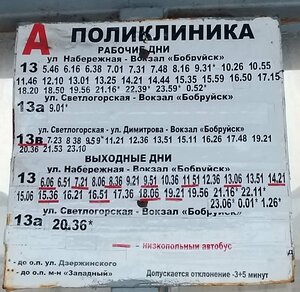 А ПОЛИКЛИНИКА
РАБОЧИЕ ДНИ
ул. Набережная - Вокзал «Бобруйск»
13 5.46 6.16 6.38 7.01 7.31 7.48 8.16 9.31* 10.26 10.55
11.46 12.10 13.01 13.25 14.21 14.44 15.35 15.59 16.50 17.15
18.20 18.50 19.56 21.16* 22.39* 23.59* 0.52*
ул. Светлогорская - Вокзал «Бобруйск»
13а 9.01*
ул. Светлогорская - ул. Димитрова - Вокзал «Бобруйск»
13в 7.23 8.38 9.59* 11.21 12.35 13.51 15.11 16.26 17.48 19.21
20.36 21.53 23.10
ВЫХОДНЫЕ ДНИ
ул. Набережная - Вокзал «Бобруйск»
13 6.06 6.51 7.21 8.06 8.36 9.51 10.36 11.51 12.36 13.06 13.51 14.21
15.06 15.36 16.21 16.51 17.36 18.06 19.21 19.56 21.16* 22.21*
23.06* 0.01* 1.26*
ул. Светлогорская - Вокзал «Бобруйск»
13а 20.36*
— - Низкопольный автобус
* - до о.п. ул. Дзержинского
- до о.п. м-н «Западный» Допускается отклонение -3+5 минут